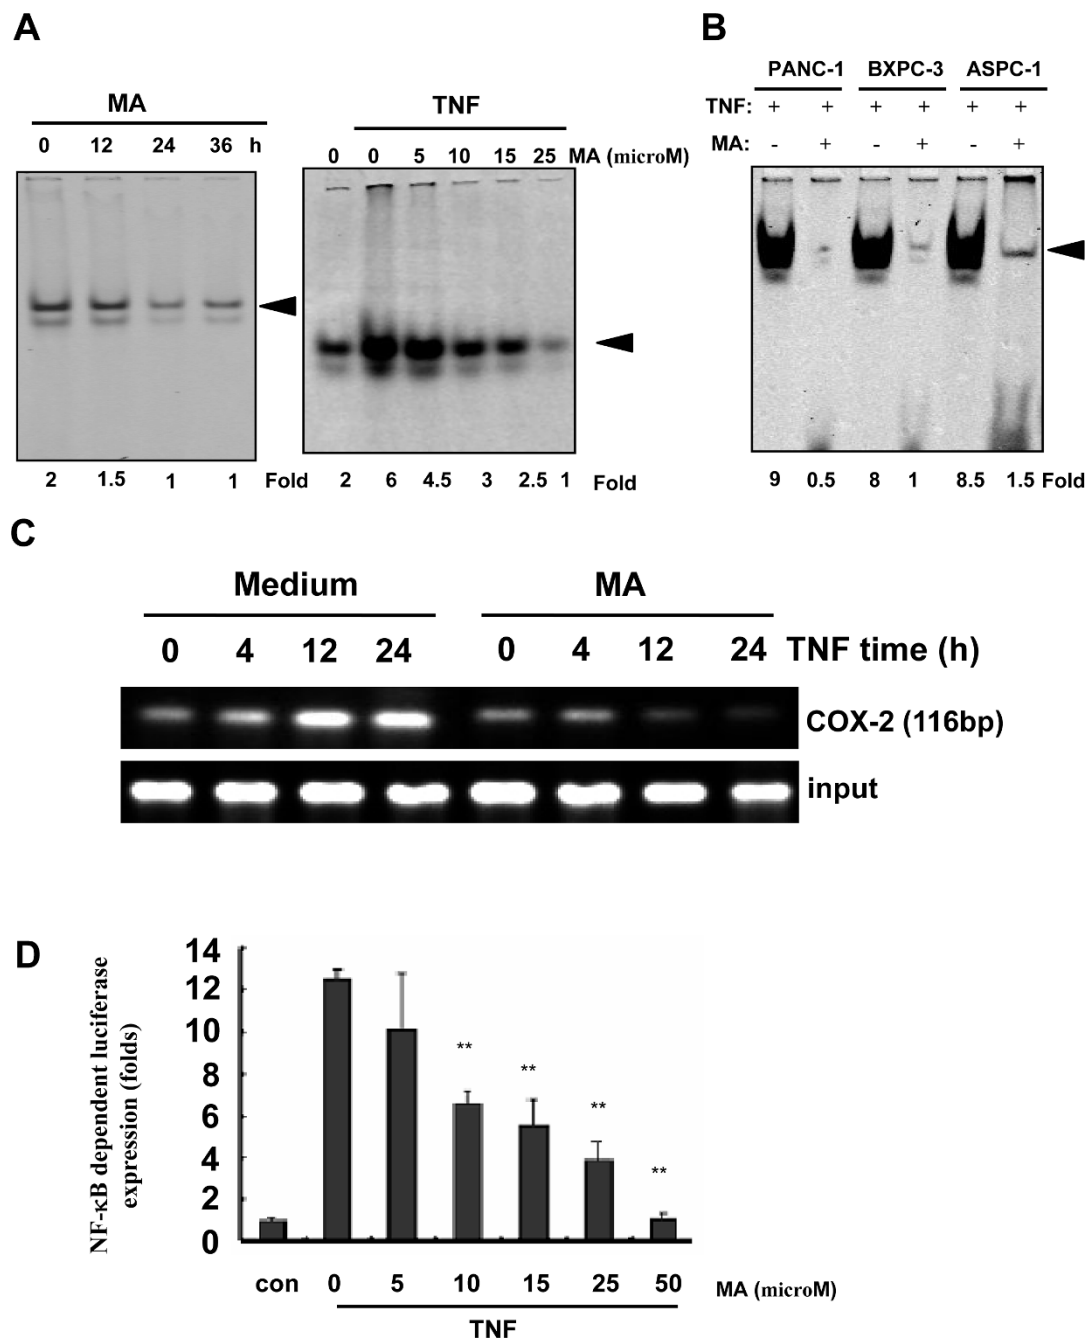 A
MA
0 12 24 36 h
2 1.5 1 1 Fold
TNF
0 0 5 10 15 25 MA (microM)
2 6 4.5 3 2.5 1 Fold
B
PANC-1 BXPC-3 ASPC-1
TNF: + + + + + +
MA: - + - + - +
9 0.5 8 1 8.5 1.5 Fold
C
Medium MA
0 4 12 24 0 4 12 24 TNF time (h)
COX-2 (116bp)
input
D
NF-κB dependent luciferase
expression (folds)
14
12
10
8
6
4
2
0
** ** ** **
con 0 5 10 15 25 50 MA (microM)
TNF